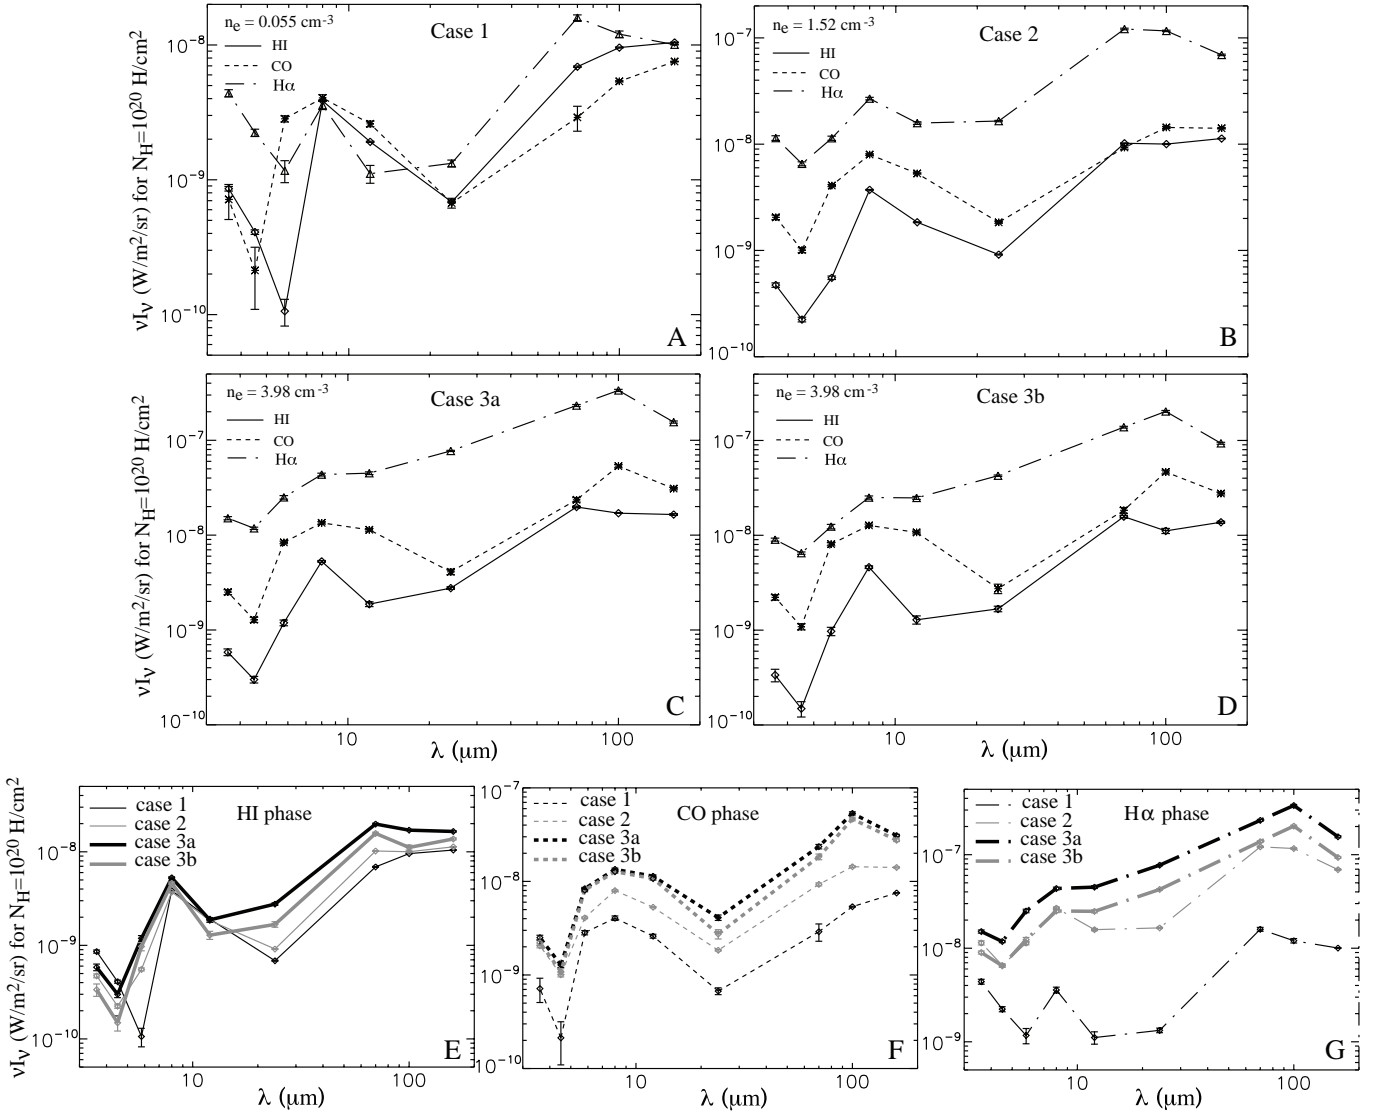 n_e = 0.055 cm⁻³
Case 1
HI
CO
Hα
10⁻⁸
10⁻⁹
10⁻¹⁰
νI_ν (W/m²/sr) for N_H=10²⁰ H/cm²
A
n_e = 1.52 cm⁻³
Case 2
HI
CO
Hα
10⁻⁷
10⁻⁸
10⁻⁹
10⁻¹⁰
B
n_e = 3.98 cm⁻³
Case 3a
HI
CO
Hα
10⁻⁷
10⁻⁸
10⁻⁹
10⁻¹⁰
νI_ν (W/m²/sr) for N_H=10²⁰ H/cm²
C
10 100
λ (μm)
n_e = 3.98 cm⁻³
Case 3b
HI
CO
Hα
10⁻⁷
10⁻⁸
10⁻⁹
10⁻¹⁰
D
10 100
λ (μm)
case 1
case 2
case 3a
case 3b
HI phase
10⁻⁸
10⁻⁹
10⁻¹⁰
νI_ν (W/m²/sr) for N_H=10²⁰ H/cm²
E
10 100
λ (μm)
case 1
case 2
case 3a
case 3b
CO phase
10⁻⁷
10⁻⁸
10⁻⁹
10⁻¹⁰
F
10 100
λ (μm)
case 1
case 2
case 3a
case 3b
Hα phase
10⁻⁷
10⁻⁸
10⁻⁹
G
10 100
λ (μm)